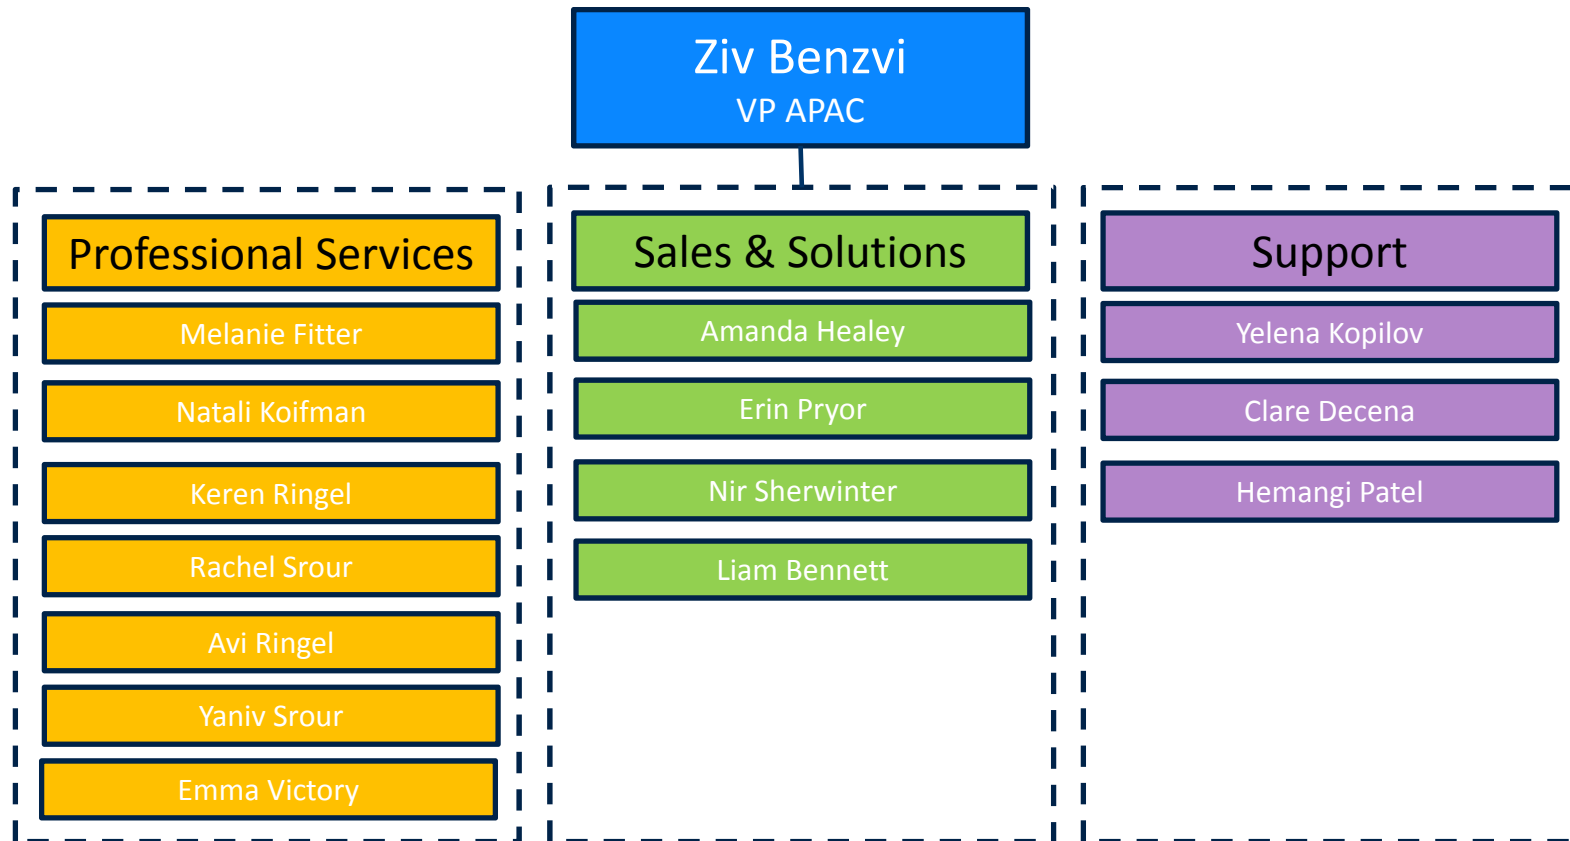 Ziv Benzvi
VP APAC
Professional Services
Melanie Fitter
Natali Koifman
Keren Ringel
Rachel Srour
Avi Ringel
Yaniv Srour
Emma Victory
Sales & Solutions
Amanda Healey
Erin Pryor
Nir Sherwinter
Liam Bennett
Support
Yelena Kopilov
Clare Decena
Hemangi Patel